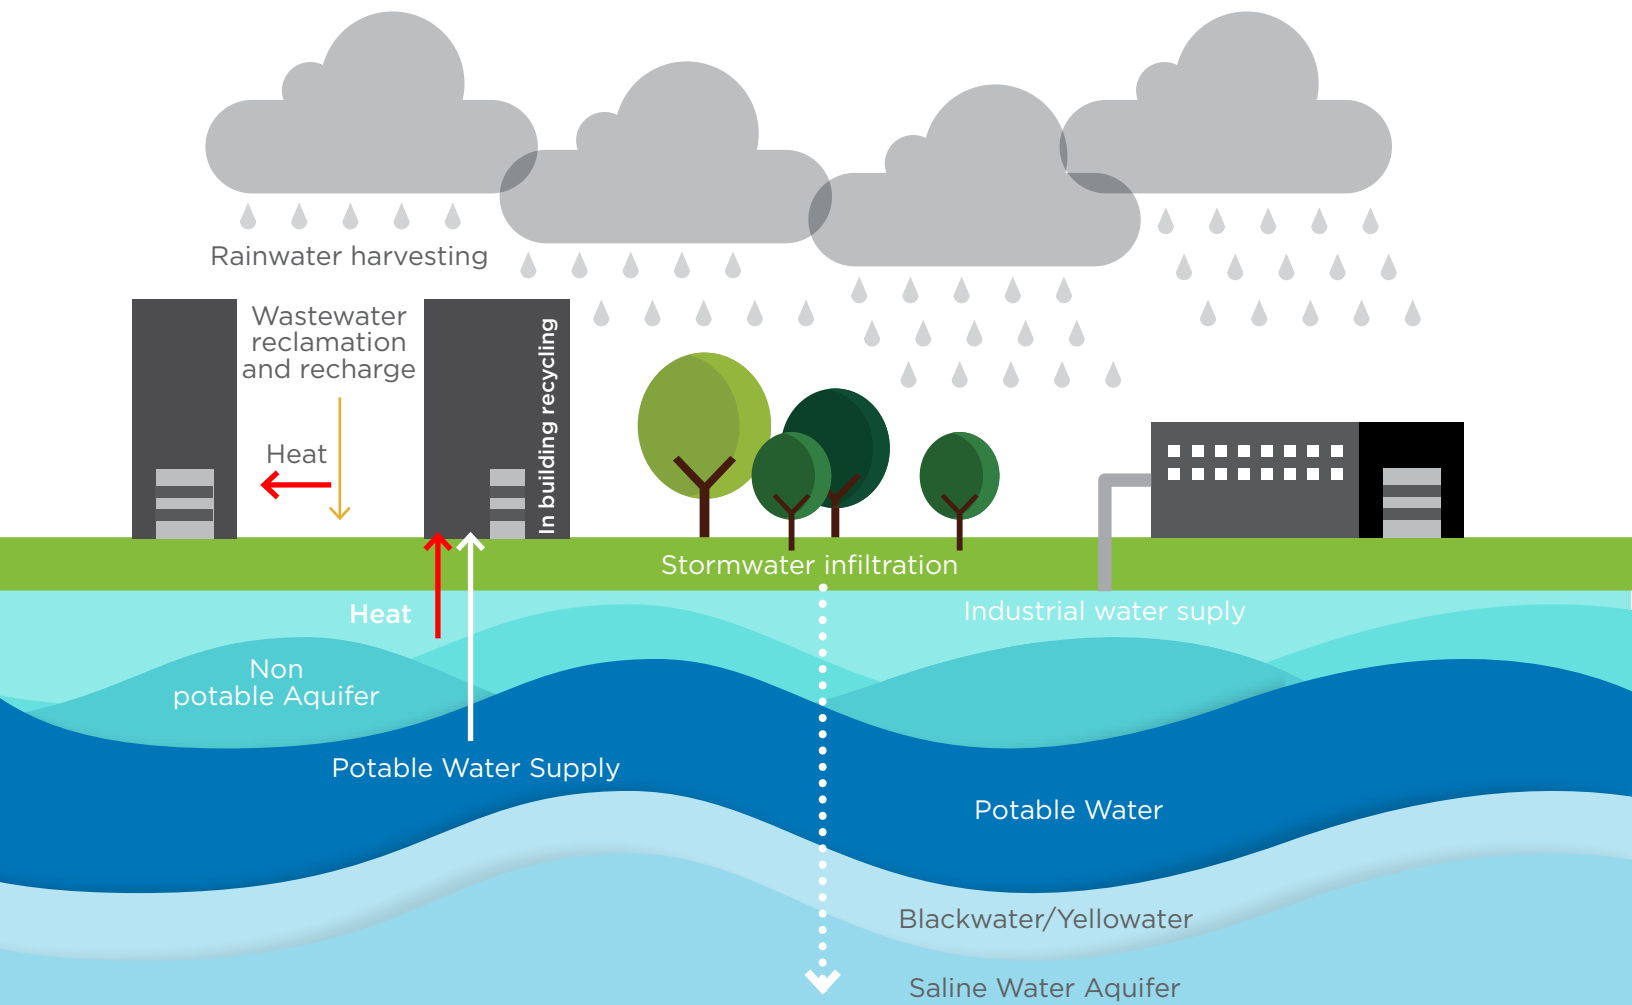 Rainwater harvesting
Wastewater
reclamation
and recharge
Heat
In building recycling
Stormwater infiltration
Heat
Industrial water suply
Non
potable Aquifer
Potable Water Supply
Potable Water
Blackwater/Yellowater
Saline Water Aquifer